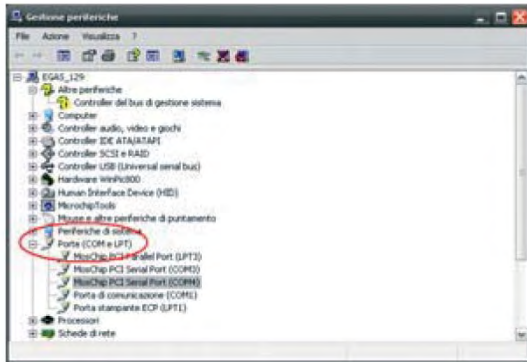 Gestione periferiche
File Azione Visualizza ?
EGAS_129
Altre periferiche
Controller del bus di gestione sistema
Computer
Controller audio, video e giochi
Controller IDE ATA/ATAPI
Controller SCSI e RAID
Controller USB (Universal serial bus)
Hardware WinPic800
Human Interface Device (HID)
MicrochipTools
Mouse e altre periferiche di puntamento
Periferiche di sistema
Porte (COM e LPT)
MosChip PCI Parallel Port (LPT3)
MosChip PCI Serial Port (COM3)
MosChip PCI Serial Port (COM4)
Porta di comunicazione (COM1)
Porta stampante ECP (LPT1)
Processori
Schede di rete